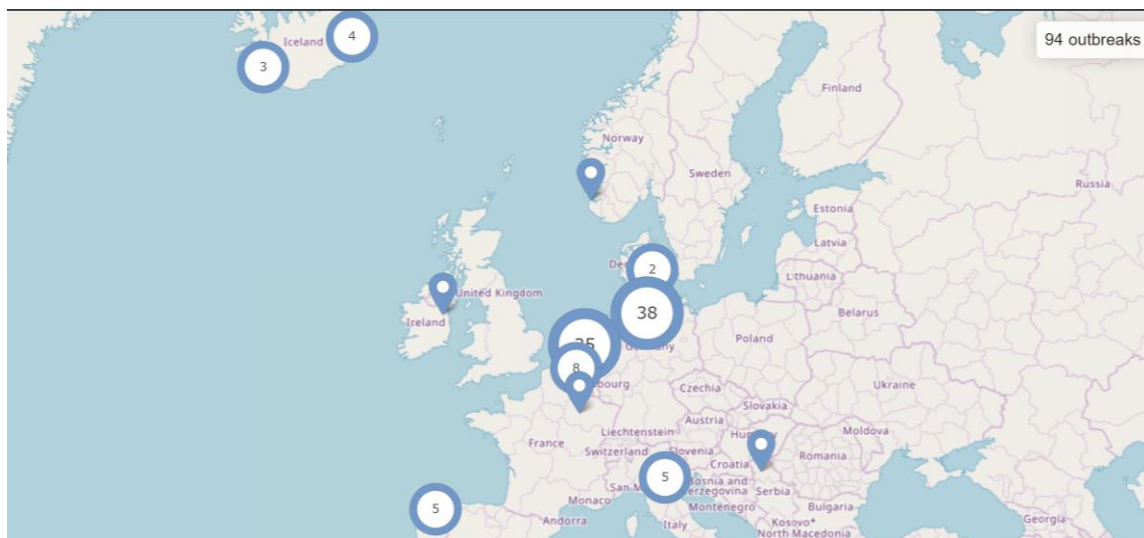 4
Iceland
94 outbreaks
3
Finland
Norway
Sweden
Russia
Estonia
Latvia
2
Lithuania
United Kingdom
38
Ireland
Belarus
Poland
8
Czechia
Ukraine
Slovakia
Austria
Moldova
Liechtenstein
France
Switzerland
Slovenia
Romania
Croatia
5
Bosnia and
Herzegovina
Serbia
Monaco
Montenegro
Bulgaria
5
Andorra
Italy
Kosovo*
Georgia
North Macedonia